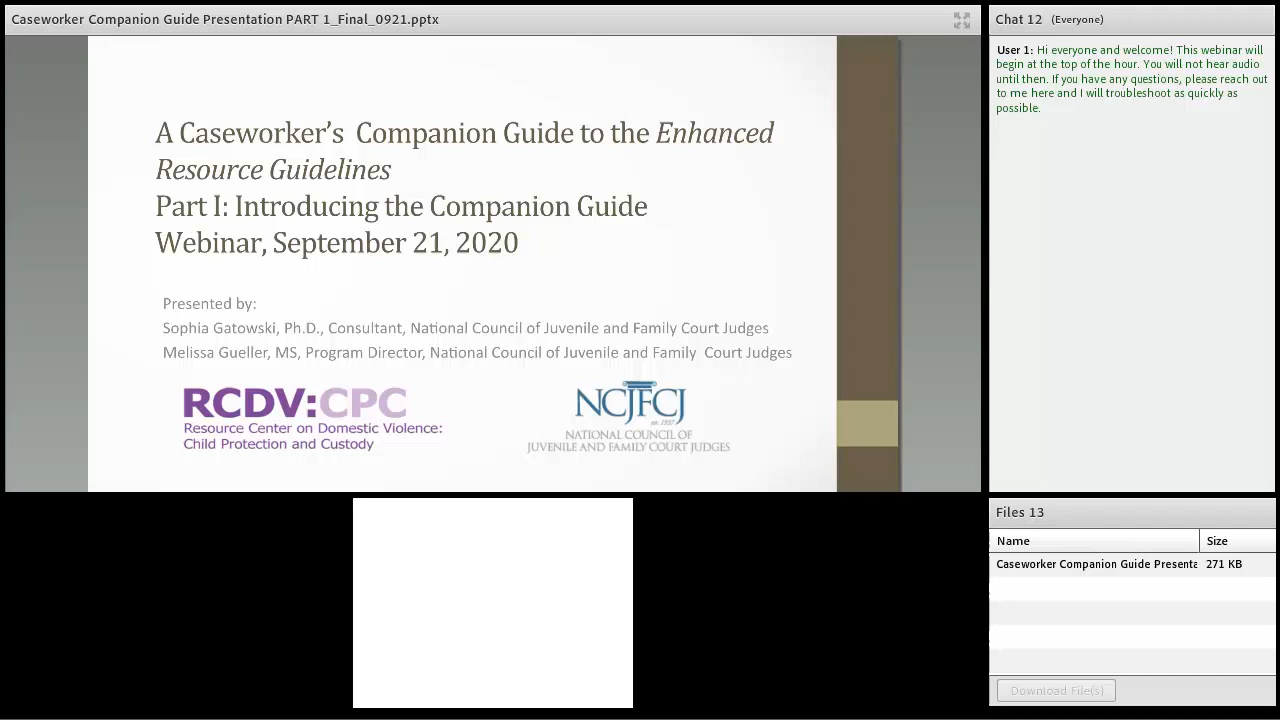 Caseworker Companion Guide Presentation PART 1_Final_0921.pptx
A Caseworker’s  Companion Guide to the Enhanced
Resource Guidelines
Part I: Introducing the Companion Guide
Webinar, September 21, 2020
Presented by:
Sophia Gatowski, Ph.D., Consultant, National Council of Juvenile and Family Court Judges
Melissa Gueller, MS, Program Director, National Council of Juvenile and Family  Court Judges
RCDV:CPC
Resource Center on Domestic Violence:
Child Protection and Custody
NCJFCJ
est. 1937
NATIONAL COUNCIL OF
JUVENILE AND FAMILY COURT JUDGES
Chat 12 (Everyone)
User 1: Hi everyone and welcome! This webinar will
begin at the top of the hour. You will not hear audio
until then. If you have any questions, please reach out
to me here and I will troubleshoot as quickly as
possible.
Files 13
Name Size
Caseworker Companion Guide Presenta 271 KB
Download File(s)